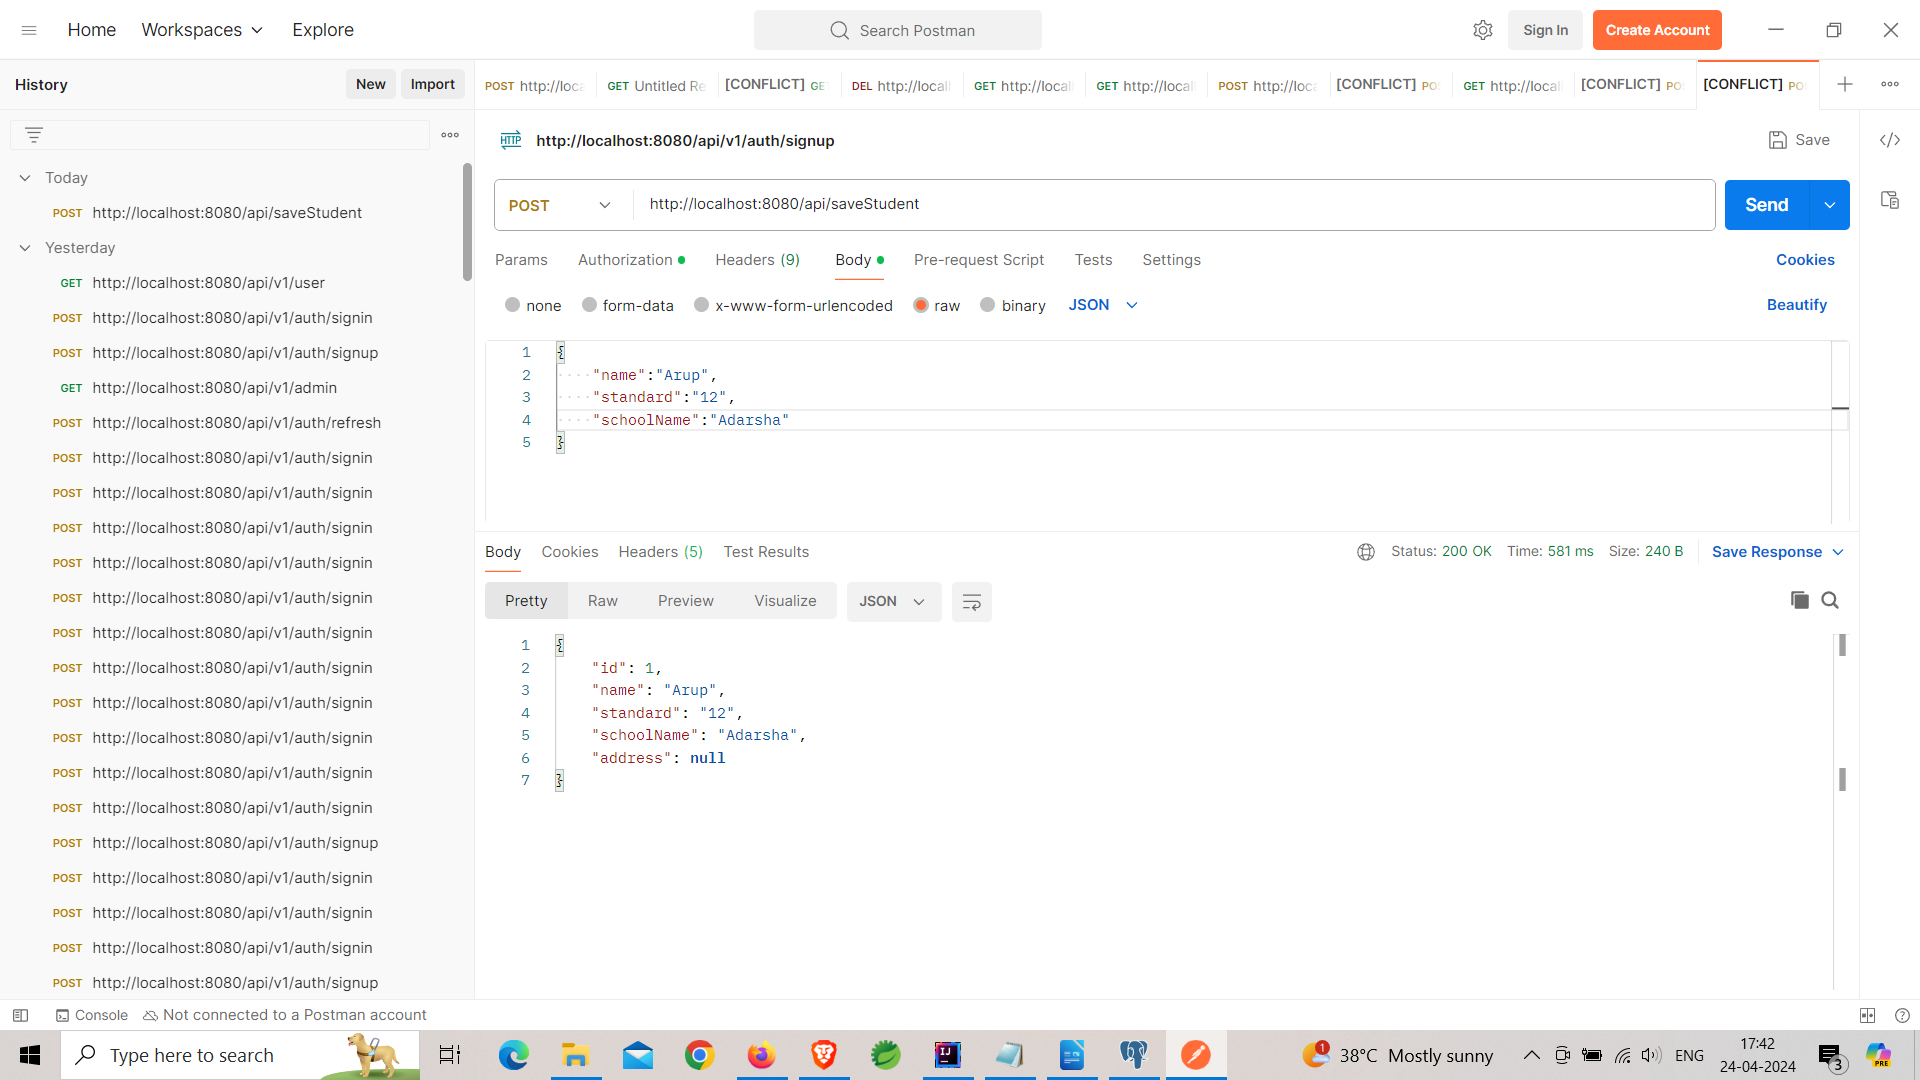 Home Workspaces Explore Search Postman Sign In Create Account
History New Import POST http://loca GET Untitled Re [CONFLICT] GE DEL http://local GET http://local GET http://local POST http://loca [CONFLICT] PO GET http://local [CONFLICT] PO [CONFLICT] PO
HTTP http://localhost:8080/api/v1/auth/signup Save
Today
POST http://localhost:8080/api/saveStudent
Yesterday
GET http://localhost:8080/api/v1/user
POST http://localhost:8080/api/v1/auth/signin
POST http://localhost:8080/api/v1/auth/signup
GET http://localhost:8080/api/v1/admin
POST http://localhost:8080/api/v1/auth/refresh
POST http://localhost:8080/api/v1/auth/signin
POST http://localhost:8080/api/v1/auth/signin
POST http://localhost:8080/api/v1/auth/signin
POST http://localhost:8080/api/v1/auth/signin
POST http://localhost:8080/api/v1/auth/signin
POST http://localhost:8080/api/v1/auth/signin
POST http://localhost:8080/api/v1/auth/signin
POST http://localhost:8080/api/v1/auth/signin
POST http://localhost:8080/api/v1/auth/signin
POST http://localhost:8080/api/v1/auth/signin
POST http://localhost:8080/api/v1/auth/signin
POST http://localhost:8080/api/v1/auth/signup
POST http://localhost:8080/api/v1/auth/signin
POST http://localhost:8080/api/v1/auth/signin
POST http://localhost:8080/api/v1/auth/signin
POST http://localhost:8080/api/v1/auth/signup
POST http://localhost:8080/api/saveStudent Send
Params Authorization Headers (9) Body Pre-request Script Tests Settings Cookies
none form-data x-www-form-urlencoded raw binary JSON Beautify
1 {
2 "name":"Arup",
3 "standard":"12",
4 "schoolName":"Adarsha"
5 }
Body Cookies Headers (5) Test Results Status: 200 OK Time: 581 ms Size: 240 B Save Response
Pretty Raw Preview Visualize JSON
1 {
2 "id": 1,
3 "name": "Arup",
4 "standard": "12",
5 "schoolName": "Adarsha",
6 "address": null
7 }
Console Not connected to a Postman account
Type here to search 1 38°C Mostly sunny ENG 17:42 3 PRE
24-04-2024